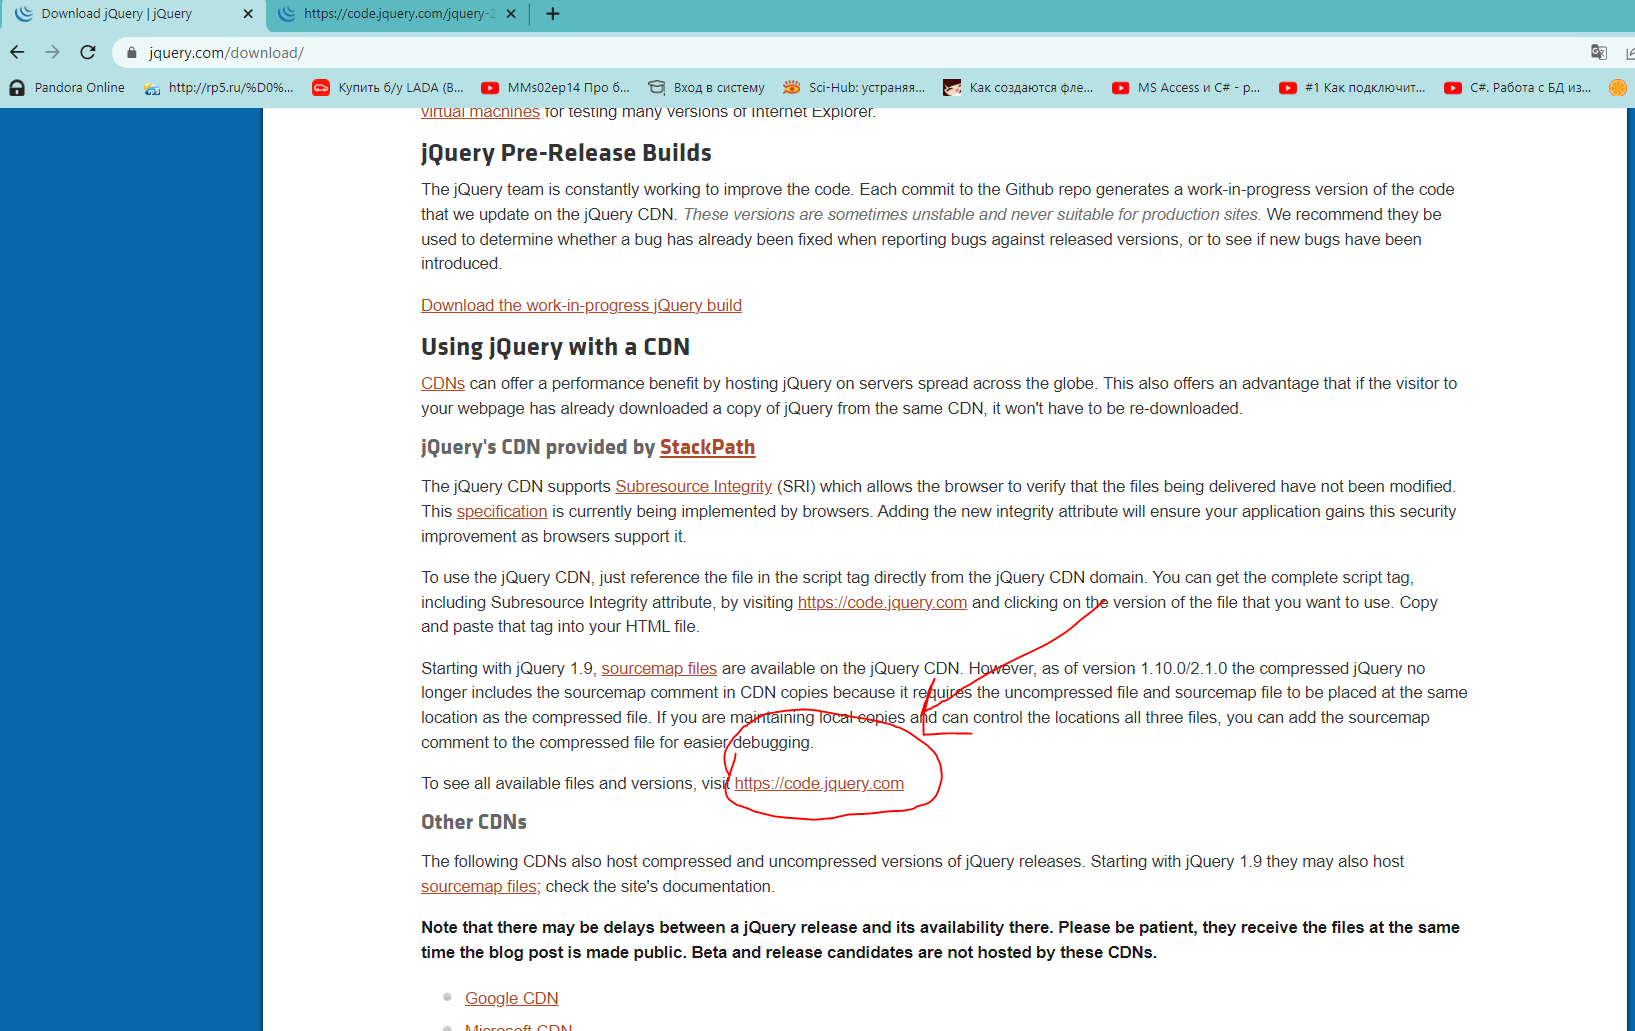 Download jQuery | jQuery
https://code.jquery.com/jquery-2
jquery.com/download/
Pandora Online
http://rp5.ru/%D0%...
Купить б/у LADA (В...
MMs02ep14 Про б...
Вход в систему
Sci-Hub: устраняя...
Как создаются фле...
MS Access и C# - р...
#1 Как подключит...
C#. Работа с БД из...
virtual machines for testing many versions of Internet Explorer.
jQuery Pre-Release Builds
The jQuery team is constantly working to improve the code. Each commit to the Github repo generates a work-in-progress version of the code
that we update on the jQuery CDN. These versions are sometimes unstable and never suitable for production sites. We recommend they be
used to determine whether a bug has already been fixed when reporting bugs against released versions, or to see if new bugs have been
introduced.
Download the work-in-progress jQuery build
Using jQuery with a CDN
CDNs can offer a performance benefit by hosting jQuery on servers spread across the globe. This also offers an advantage that if the visitor to
your webpage has already downloaded a copy of jQuery from the same CDN, it won't have to be re-downloaded.
jQuery's CDN provided by StackPath
The jQuery CDN supports Subresource Integrity (SRI) which allows the browser to verify that the files being delivered have not been modified.
This specification is currently being implemented by browsers. Adding the new integrity attribute will ensure your application gains this security
improvement as browsers support it.
To use the jQuery CDN, just reference the file in the script tag directly from the jQuery CDN domain. You can get the complete script tag,
including Subresource Integrity attribute, by visiting https://code.jquery.com and clicking on the version of the file that you want to use. Copy
and paste that tag into your HTML file.
Starting with jQuery 1.9, sourcemap files are available on the jQuery CDN. However, as of version 1.10.0/2.1.0 the compressed jQuery no
longer includes the sourcemap comment in CDN copies because it requires the uncompressed file and sourcemap file to be placed at the same
location as the compressed file. If you are maintaining local copies and can control the locations all three files, you can add the sourcemap
comment to the compressed file for easier debugging.
To see all available files and versions, visit https://code.jquery.com
Other CDNs
The following CDNs also host compressed and uncompressed versions of jQuery releases. Starting with jQuery 1.9 they may also host
sourcemap files; check the site's documentation.
Note that there may be delays between a jQuery release and its availability there. Please be patient, they receive the files at the same
time the blog post is made public. Beta and release candidates are not hosted by these CDNs.
Google CDN
Microsoft CDN